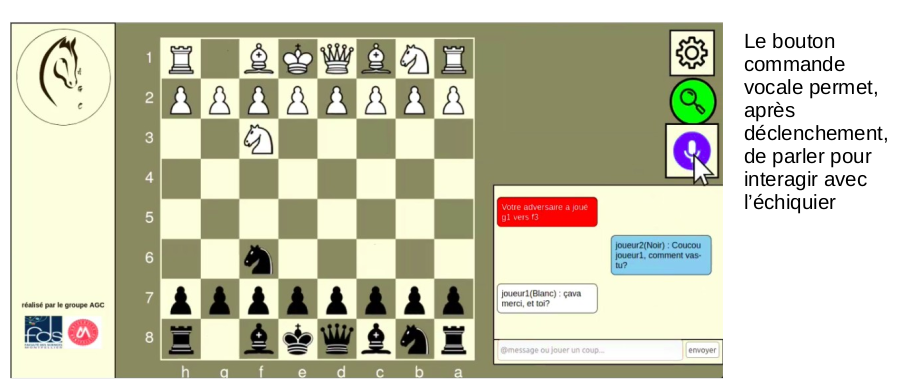 1
2
3
4
5
6
7
8
h g f e d c b a
réalisé par le groupe AGC
fds
Votre adversaire a joué
g1 vers f3
joueur2(Noir) : Coucou
joueur1, comment vas-
tu?
joueur1(Blanc) : çava
merci, et toi?
@message ou jouer un coup...
envoyer
Le bouton
commande
vocale permet,
après
déclenchement,
de parler pour
interagir avec
l’échiquier